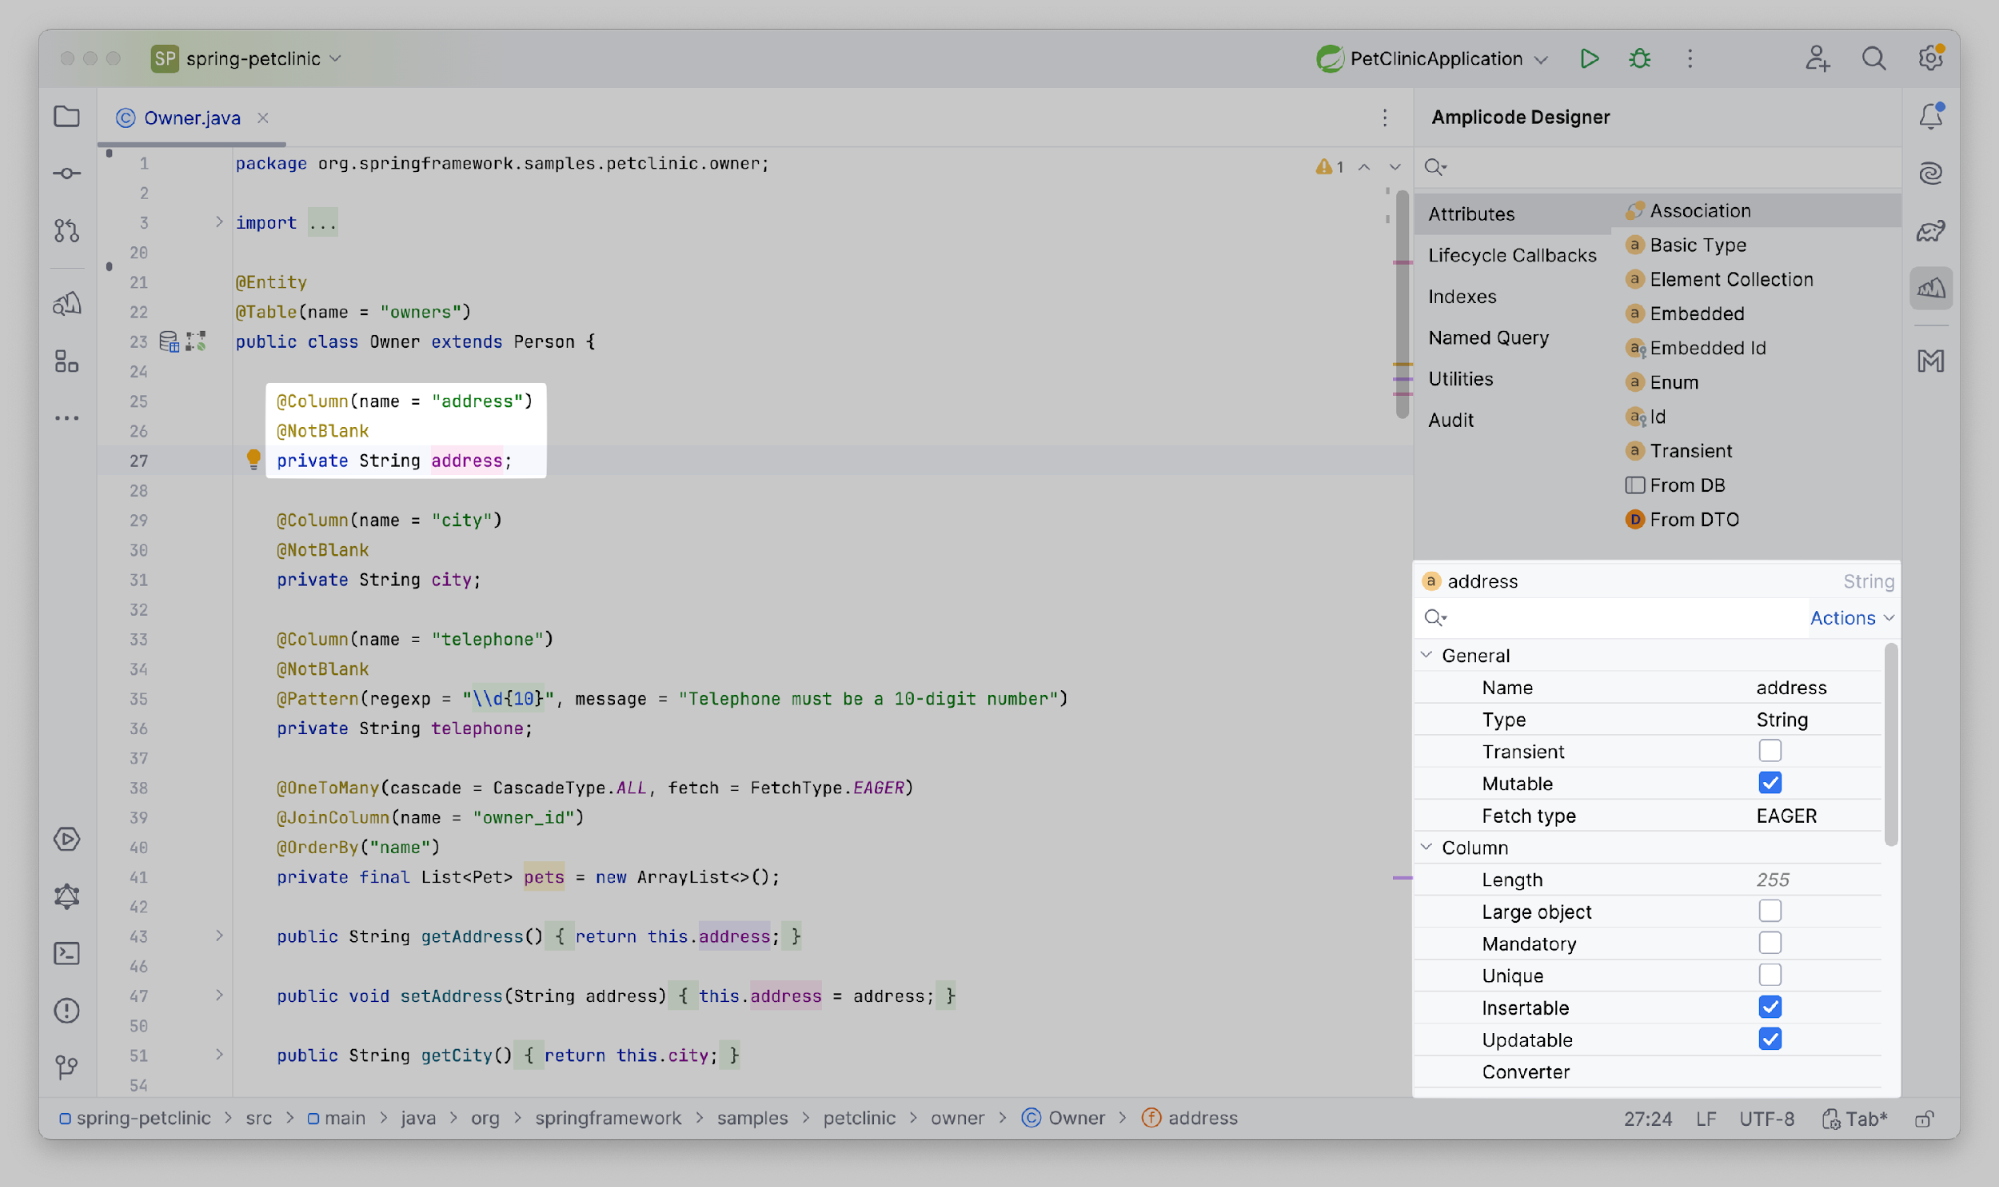 SP spring-petclinic
PetClinicApplication
Owner.java
Amplicode Designer
1 package org.springframework.samples.petclinic.owner;
1
2
3 import ...
20
21 @Entity
22 @Table(name = "owners")
23 public class Owner extends Person {
24
25 @Column(name = "address")
26 @NotBlank
27 private String address;
28
29 @Column(name = "city")
30 @NotBlank
31 private String city;
32
33 @Column(name = "telephone")
34 @NotBlank
35 @Pattern(regexp = "\\d{10}", message = "Telephone must be a 10-digit number")
36 private String telephone;
37
38 @OneToMany(cascade = CascadeType.ALL, fetch = FetchType.EAGER)
39 @JoinColumn(name = "owner_id")
40 @OrderBy("name")
41 private final List<Pet> pets = new ArrayList<>();
42
43 public String getAddress() { return this.address; }
46
47 public void setAddress(String address) { this.address = address; }
50
51 public String getCity() { return this.city; }
54
Attributes
Lifecycle Callbacks
Indexes
Named Query
Utilities
Audit
Association
Basic Type
Element Collection
Embedded
Embedded Id
Enum
Id
Transient
From DB
From DTO
address String
Actions
General
Name address
Type String
Transient
Mutable
Fetch type EAGER
Column
Length 255
Large object
Mandatory
Unique
Insertable
Updatable
Converter
spring-petclinic > src > main > java > org > springframework > samples > petclinic > owner > Owner > address
27:24 LF UTF-8 Tab*